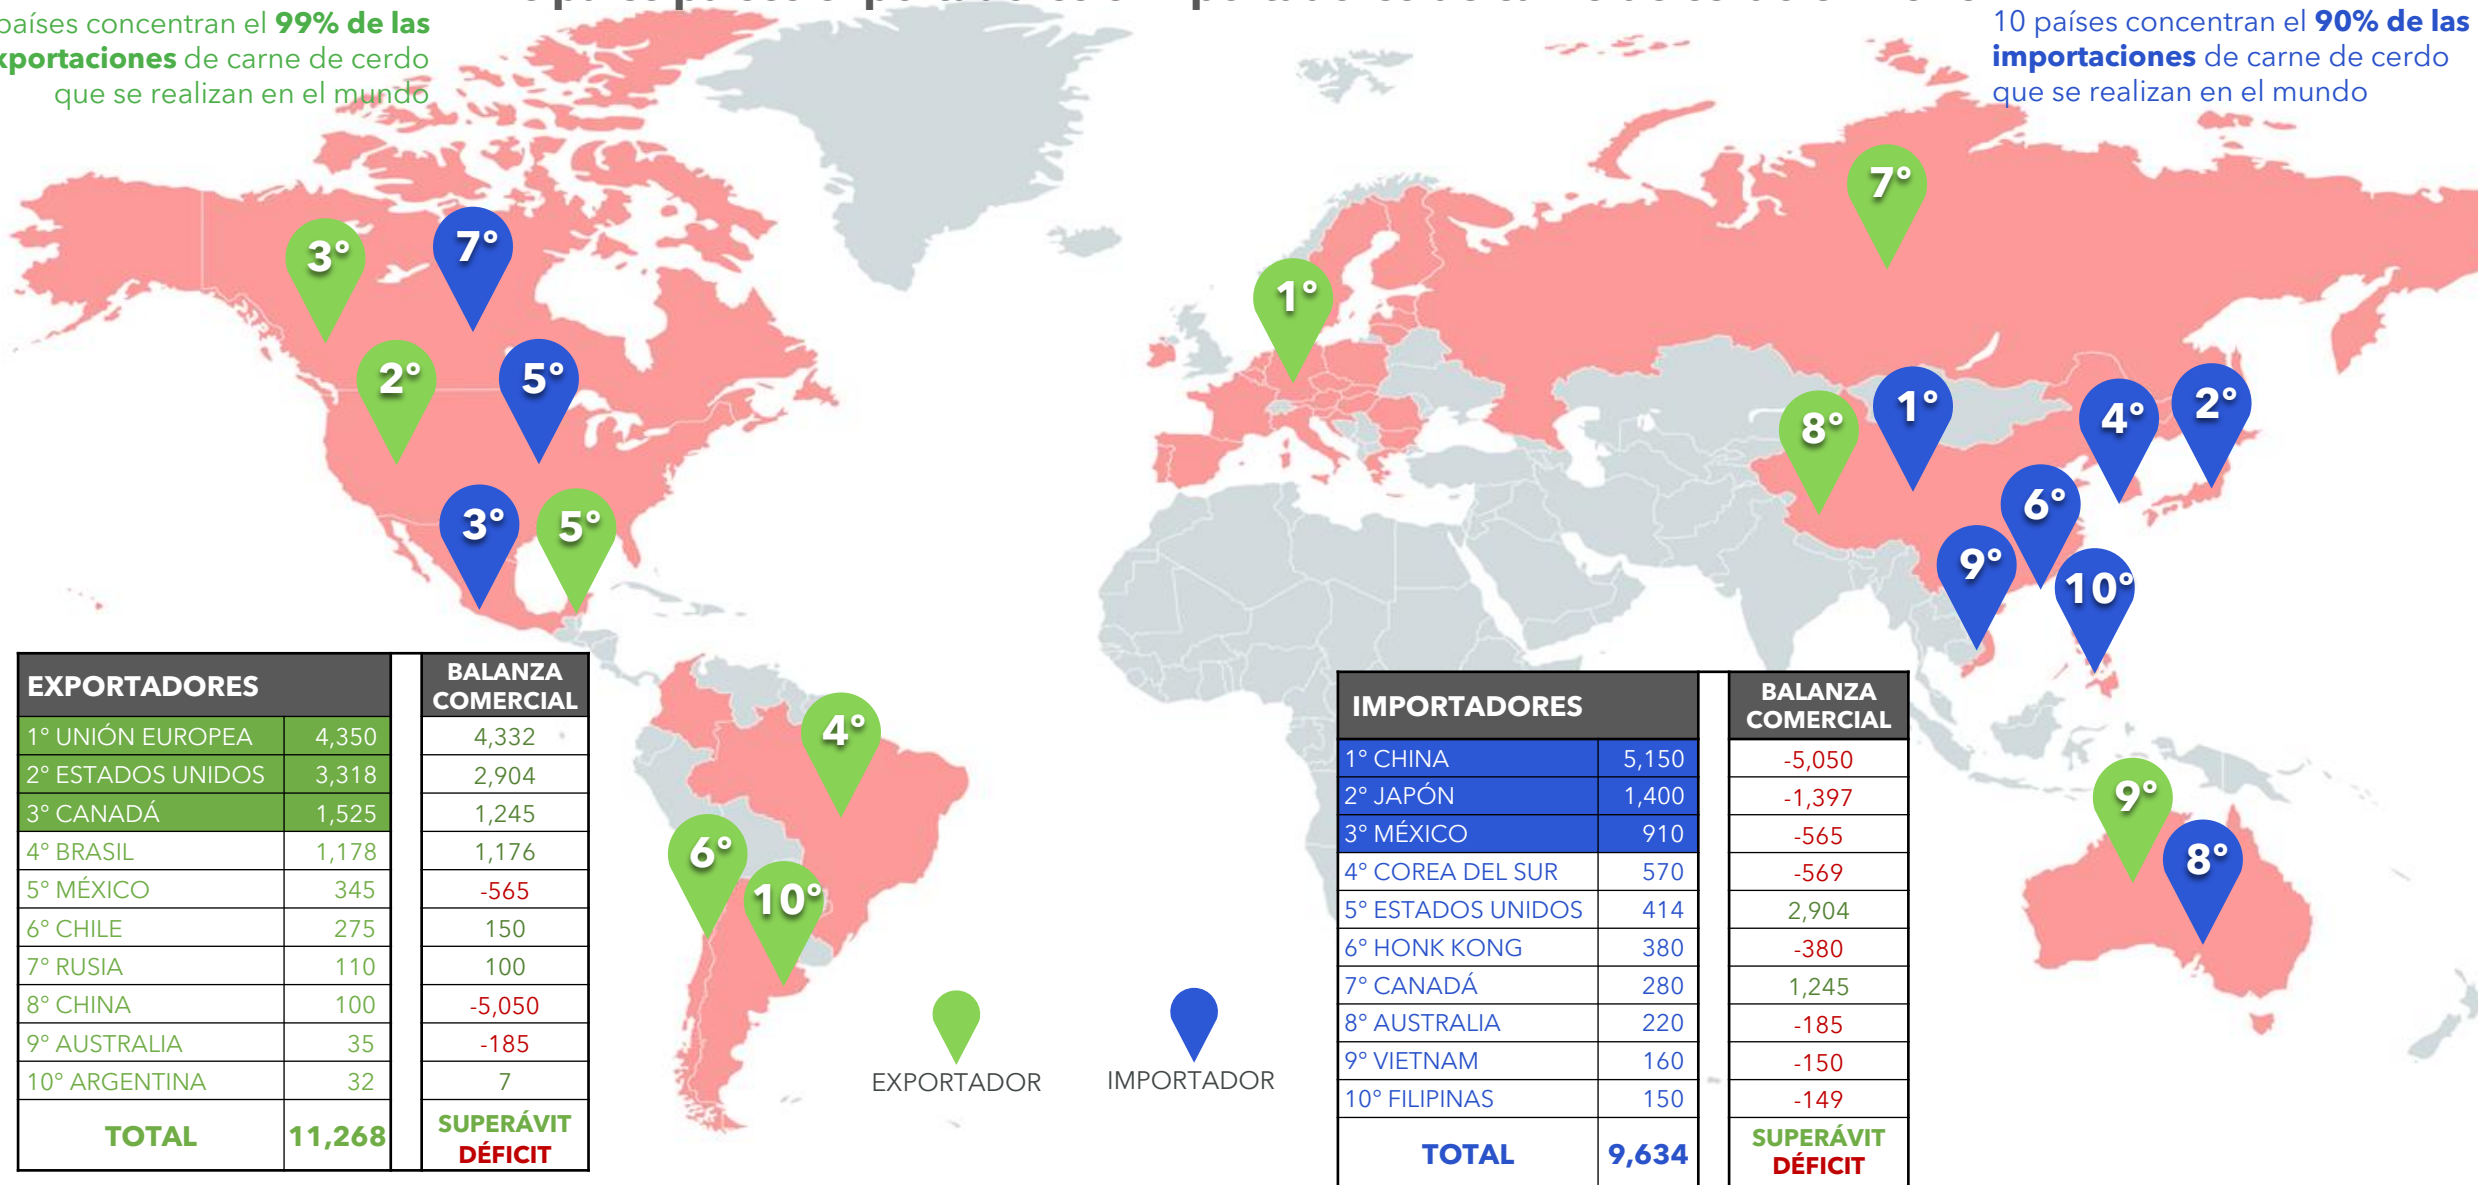 países concentran el 99% de las
exportaciones de carne de cerdo
que se realizan en el mundo
10 países concentran el 90% de las
importaciones de carne de cerdo
que se realizan en el mundo
3°
7°
2°
5°
3°
5°
1°
7°
8°
1°
4°
2°
6°
9°
10°
4°
6°
10°
9°
8°
EXPORTADORES BALANZA COMERCIAL
1° UNIÓN EUROPEA 4,350 4,332
2° ESTADOS UNIDOS 3,318 2,904
3° CANADÁ 1,525 1,245
4° BRASIL 1,178 1,176
5° MÉXICO 345 -565
6° CHILE 275 150
7° RUSIA 110 100
8° CHINA 100 -5,050
9° AUSTRALIA 35 -185
10° ARGENTINA 32 7
TOTAL 11,268 SUPERÁVIT
DÉFICIT
EXPORTADOR
IMPORTADOR
IMPORTADORES BALANZA COMERCIAL
1° CHINA 5,150 -5,050
2° JAPÓN 1,400 -1,397
3° MÉXICO 910 -565
4° COREA DEL SUR 570 -569
5° ESTADOS UNIDOS 414 2,904
6° HONK KONG 380 -380
7° CANADÁ 280 1,245
8° AUSTRALIA 220 -185
9° VIETNAM 160 -150
10° FILIPINAS 150 -149
TOTAL 9,634 SUPERÁVIT
DÉFICIT